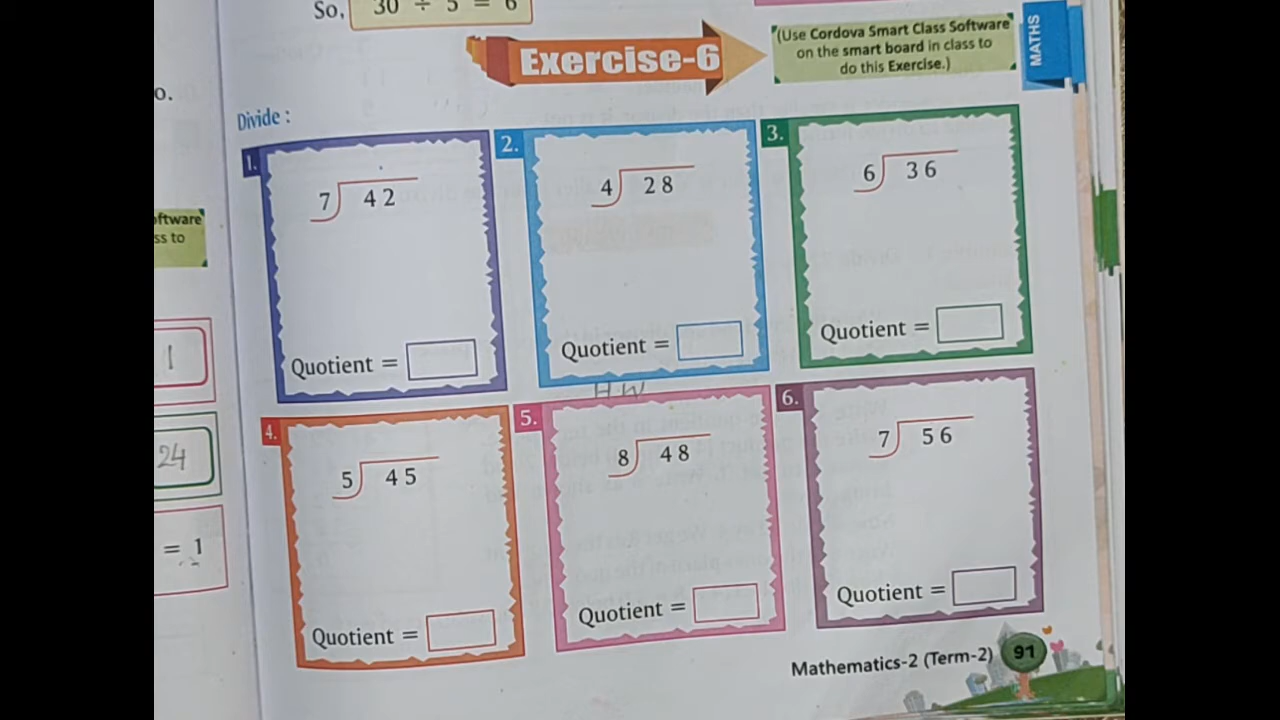 So, 30 ÷ 5 = 6
Exercise-6
(Use Cordova Smart Class Software
on the smart board in class to
do this Exercise.)
MATHS
o.
Divide :
1.
7 42
Quotient =
2.
4 28
Quotient =
3.
6 36
Quotient =
ftware
ss to
1
24
= 1
H.W
4.
5 45
Quotient =
5.
8 48
Quotient =
6.
7 56
Quotient =
Mathematics-2 (Term-2) 91